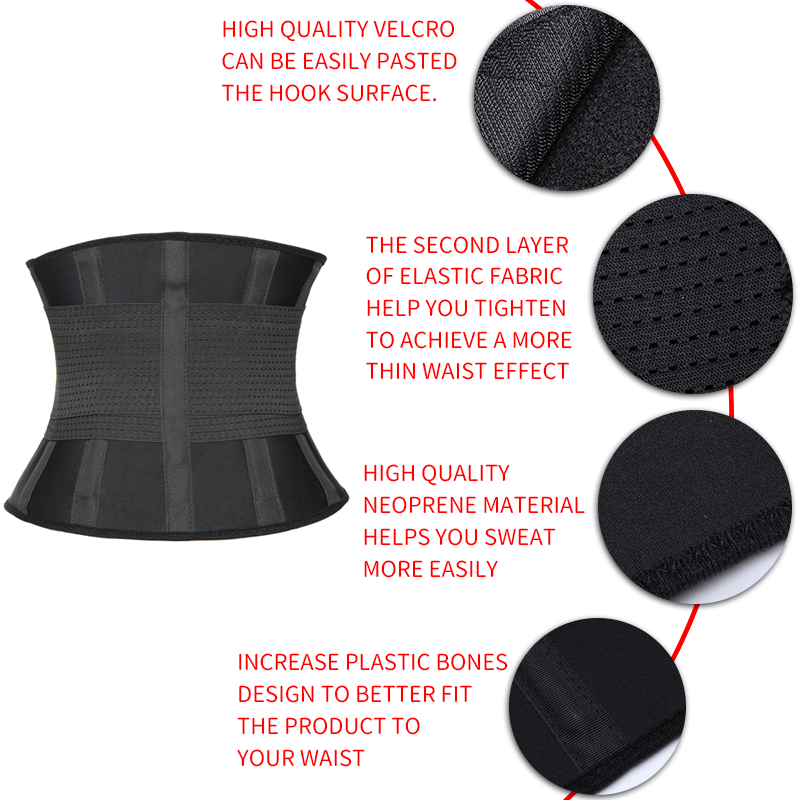 HIGH QUALITY VELCRO
CAN BE EASILY PASTED
THE HOOK SURFACE.
THE SECOND LAYER
OF ELASTIC FABRIC
HELP YOU TIGHTEN
TO ACHIEVE A MORE
THIN WAIST EFFECT
HIGH QUALITY
NEOPRENE MATERIAL
HELPS YOU SWEAT
MORE EASILY
INCREASE PLASTIC BONES
DESIGN TO BETTER FIT
THE PRODUCT TO
YOUR WAIST